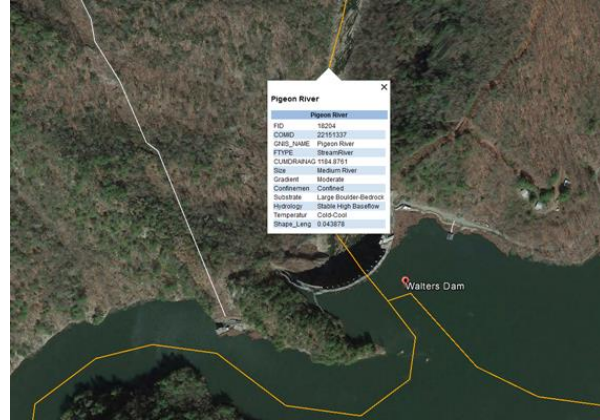 Pigeon River
Pigeon River
FID 18204
COMID 22151337
GNIS_NAME Pigeon River
FTYPE StreamRiver
CUMDRAINAG 1184.8761
Size Medium River
Gradient Moderate
Confinemen Confined
Substrate Large Boulder-Bedrock
Hydrology Stable High Baseflow
Temperatur Cold-Cool
Shape_Leng 0.043878
Walters Dam